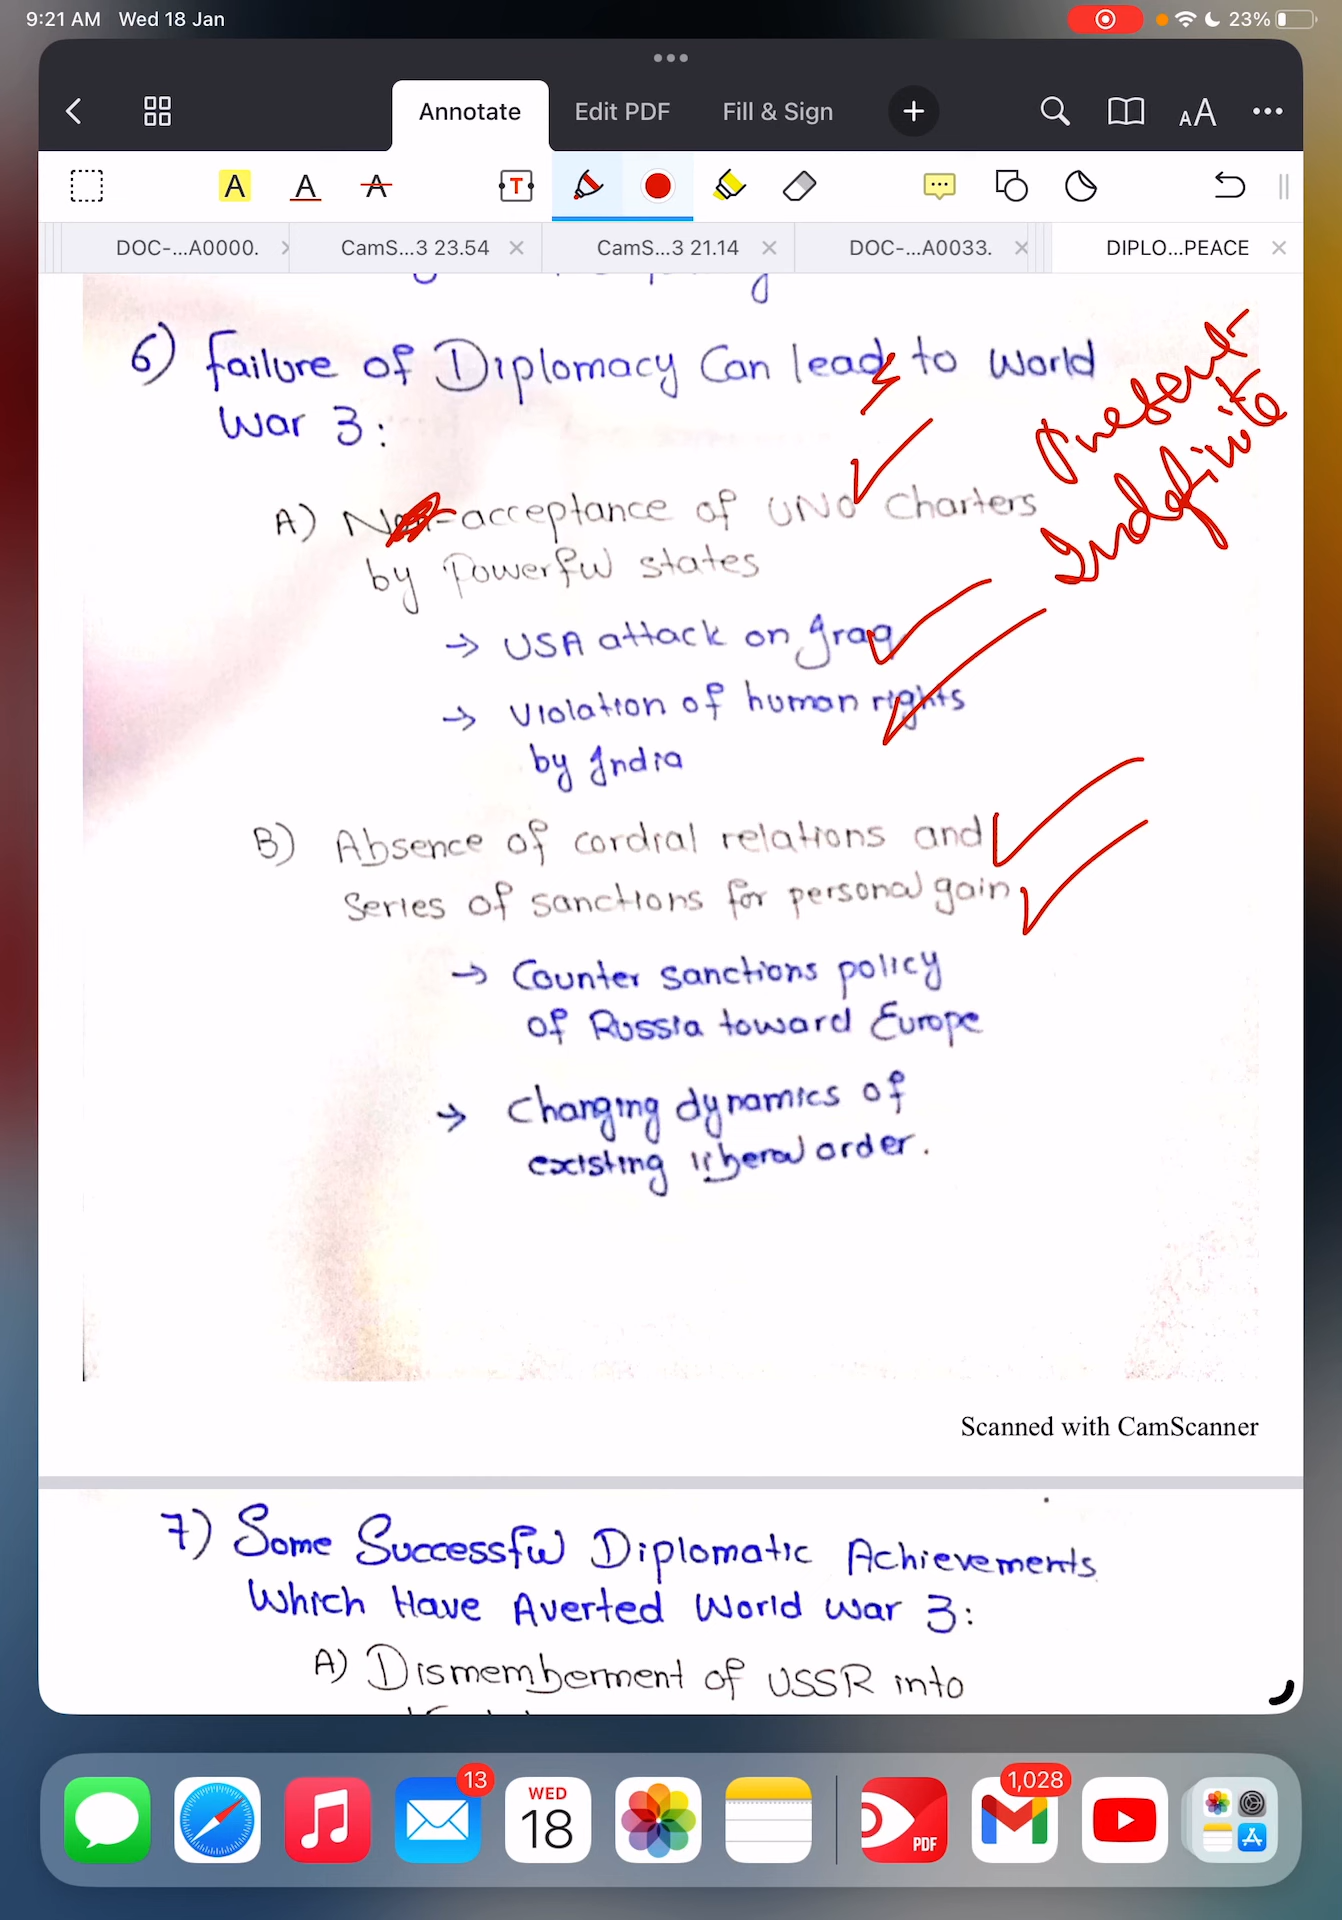 9:21 AM Wed 18 Jan
23%
Annotate Edit PDF Fill & Sign
AA
A A A T
DOC-...A0000. CamS...3 23.54 CamS...3 21.14 DOC-...A0033. DIPLO...PEACE
6) Failure of Diplomacy Can leads to World
War 3:
Present
Indefinite
A) -acceptance of UNO Charters
by Powerful states
→ USA attack on Iraq
→ Violation of human rights
by India
B) Absence of cordial relations and
Series of sanctions for personal gain
→ Counter sanctions policy
of Russia toward Europe
→ Changing dynamics of
existing liberal order.
Scanned with CamScanner
7) Some Successful Diplomatic Achievements
Which Have Averted World War 3:
A) Dismemberment of USSR into
13
WED
18
PDF
1,028